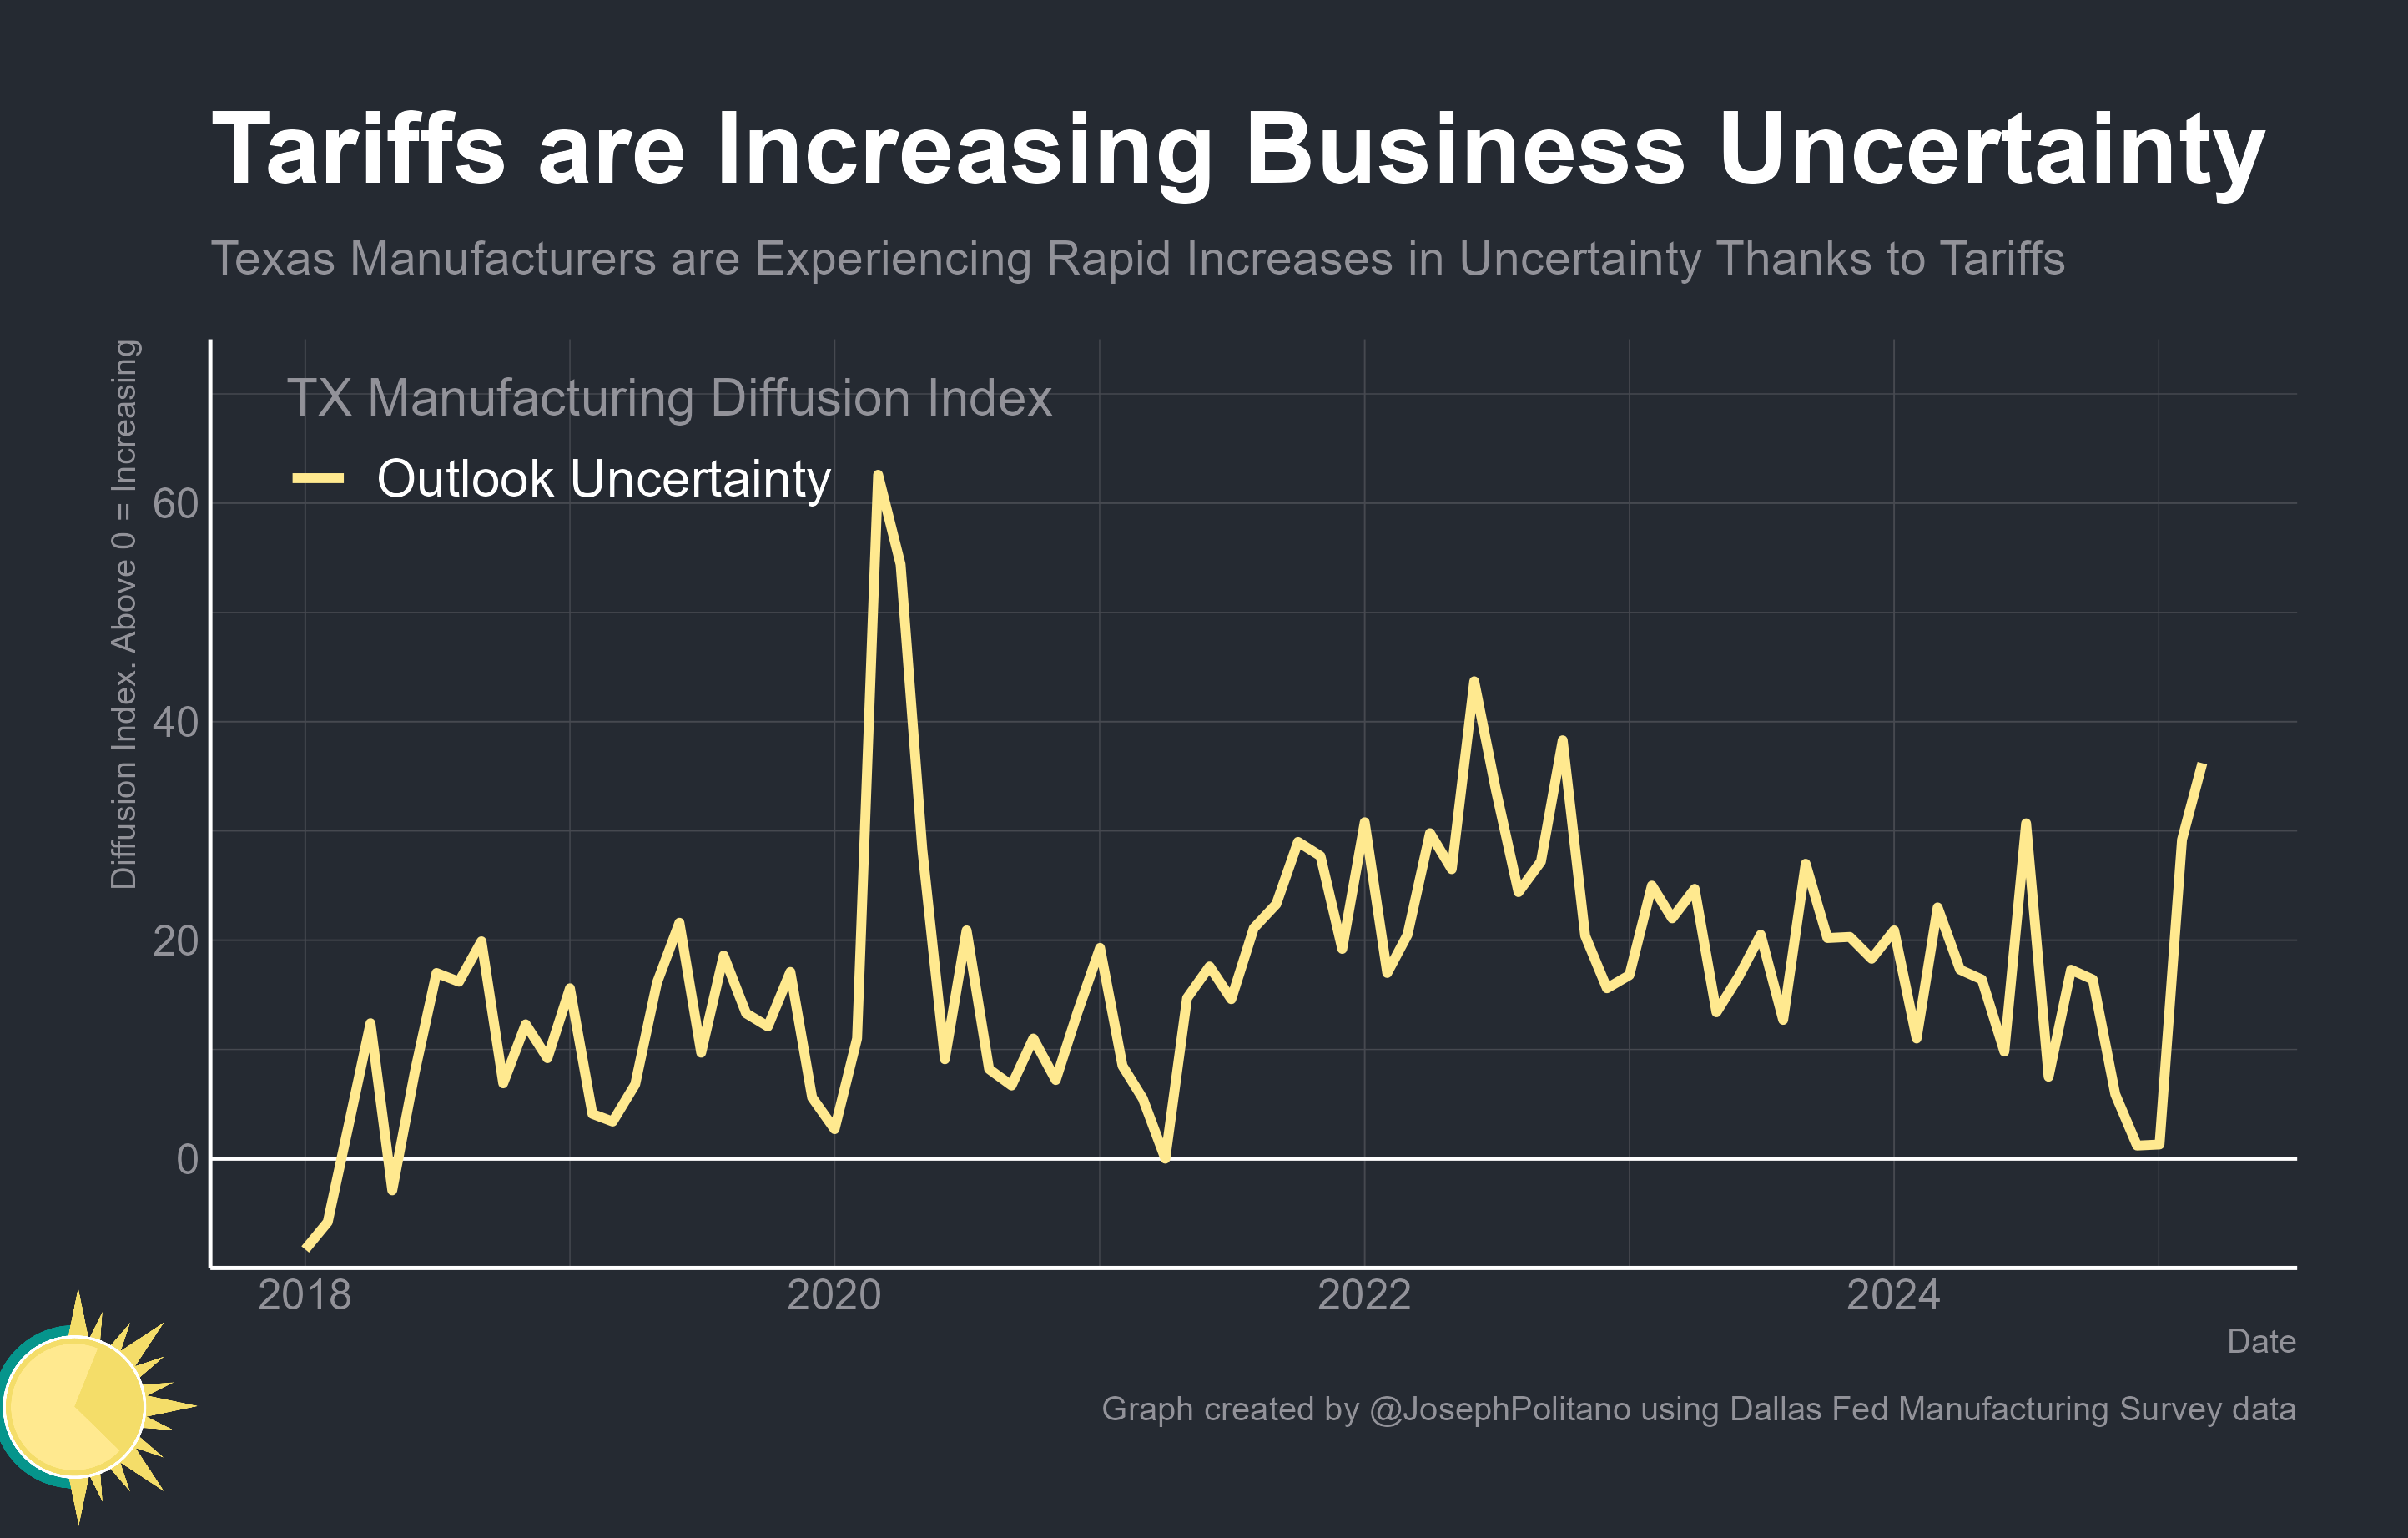 Tariffs are Increasing Business Uncertainty
Texas Manufacturers are Experiencing Rapid Increases in Uncertainty Thanks to Tariffs
Diffusion Index. Above 0 = Increasing
TX Manufacturing Diffusion Index
Outlook Uncertainty
60
40
20
0
2018 2020 2022 2024
Date
Graph created by @JosephPolitano using Dallas Fed Manufacturing Survey data